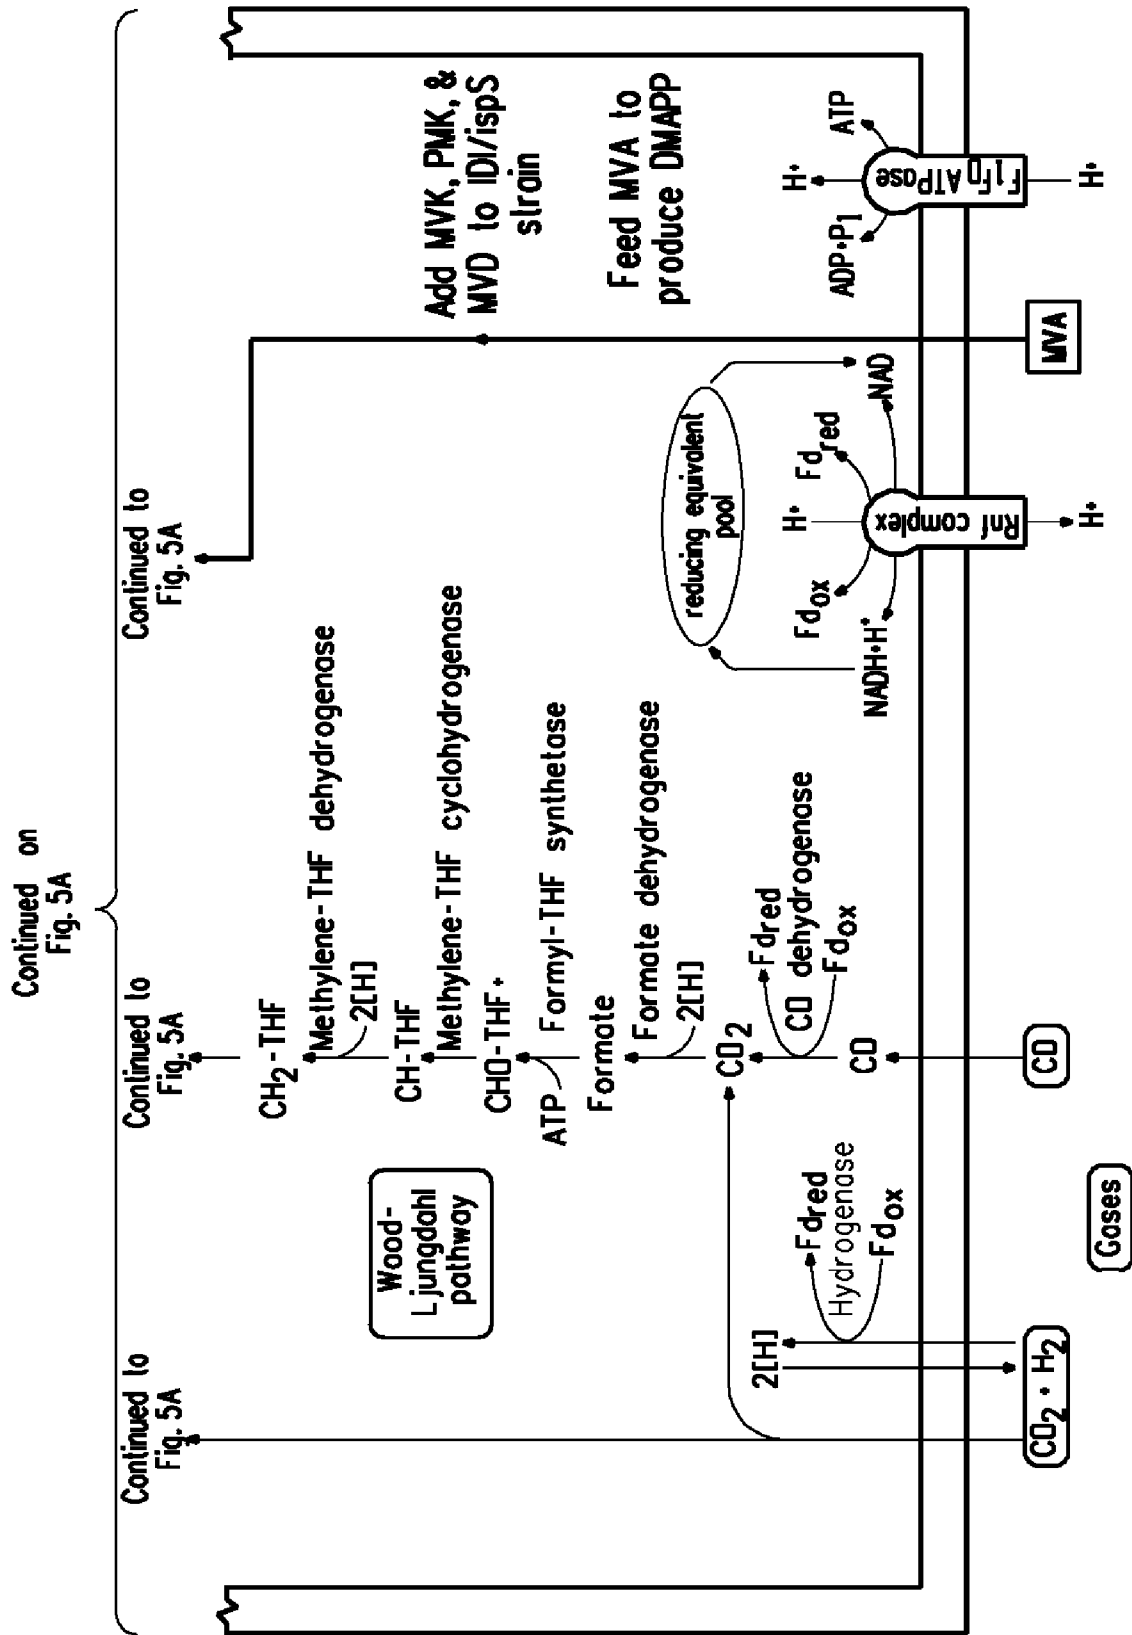 Continued on
Fig. 5A
Continued to
Fig. 5A
Continued to
Fig. 5A
Continued to
Fig. 5A
CH2-THF
Methylene-THF dehydrogenase
2[H]
CH-THF
Methylene-THF cyclohydrogenase
CHO-THF+
ATP
Formyl-THF synthetase
Formate
Formate dehydrogenase
2[H]
CO2
Fdred
CO dehydrogenase
Fdox
CO
CO
Wood-
Ljungdahl
pathway
2[H]
Fdred
Hydrogenase
Fdox
CO2 + H2
Gases
Add MVK, PMK, &
MVD to IDI/ispS
strain
Feed MVA to
produce DMAPP
reducing equivalent
pool
NADH+H+
NAD
Fdox
H+
Fdred
Rnf complex
H+
MVA
ADP+P1
H+
ATP
F1F0 ATPase
H+